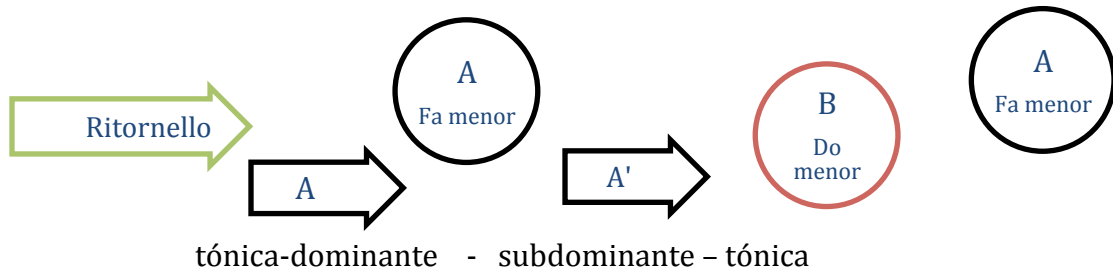 Ritornello
A
A
Fa menor
A'
B
Do
menor
A
Fa menor
tónica-dominante - subdominante – tónica